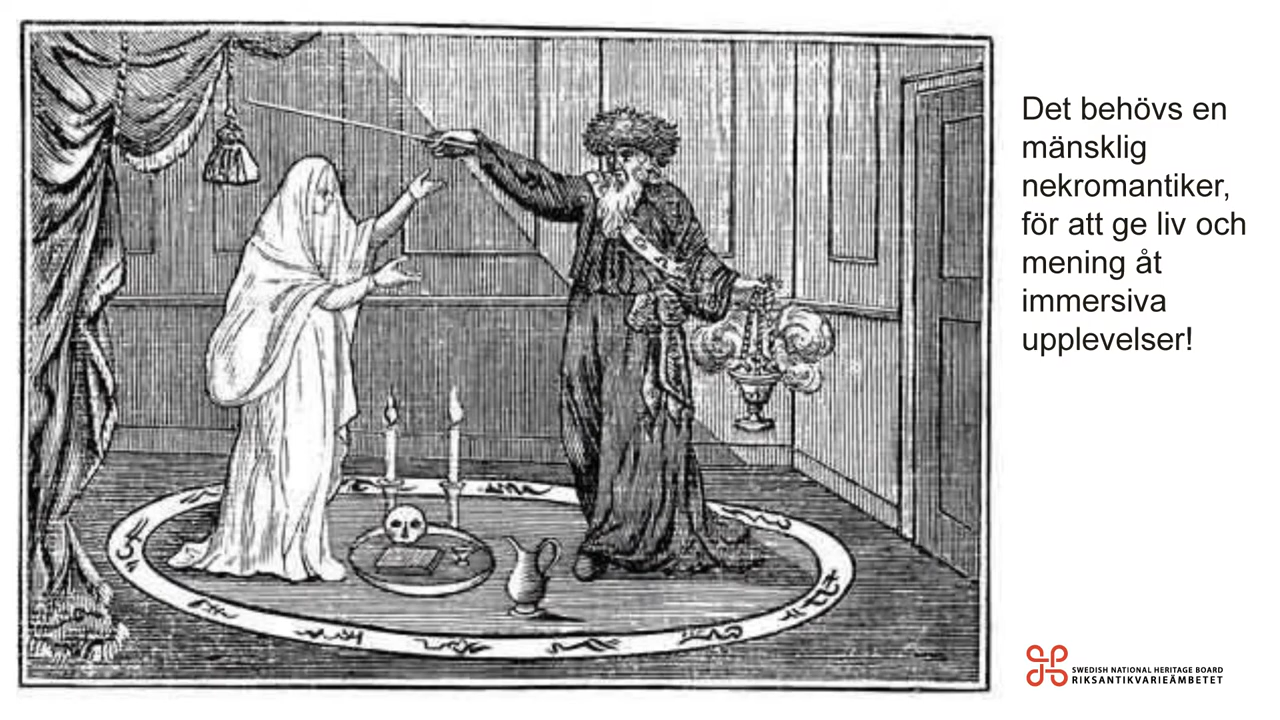 Det behövs en
mänsklig
nekromantiker,
för att ge liv och
mening åt
immersiva
upplevelser!
SWEDISH NATIONAL HERITAGE BOARD
RIKSANTIKVARIEÄMBETET